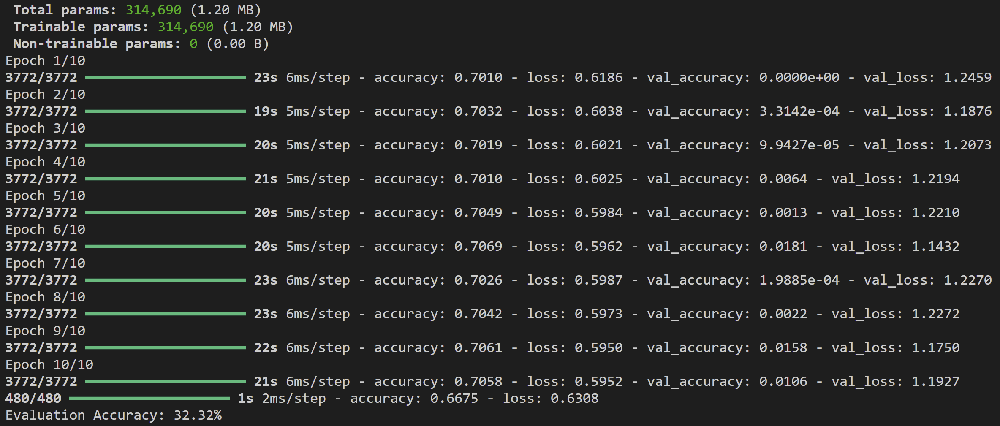 Total params: 314,690 (1.20 MB)
Trainable params: 314,690 (1.20 MB)
Non-trainable params: 0 (0.00 B)
Epoch 1/10
3772/3772 23s 6ms/step - accuracy: 0.7010 - loss: 0.6186 - val_accuracy: 0.0000e+00 - val_loss: 1.2459
Epoch 2/10
3772/3772 19s 5ms/step - accuracy: 0.7032 - loss: 0.6038 - val_accuracy: 3.3142e-04 - val_loss: 1.1876
Epoch 3/10
3772/3772 20s 5ms/step - accuracy: 0.7019 - loss: 0.6021 - val_accuracy: 9.9427e-05 - val_loss: 1.2073
Epoch 4/10
3772/3772 21s 5ms/step - accuracy: 0.7010 - loss: 0.6025 - val_accuracy: 0.0064 - val_loss: 1.2194
Epoch 5/10
3772/3772 20s 5ms/step - accuracy: 0.7049 - loss: 0.5984 - val_accuracy: 0.0013 - val_loss: 1.2210
Epoch 6/10
3772/3772 20s 5ms/step - accuracy: 0.7069 - loss: 0.5962 - val_accuracy: 0.0181 - val_loss: 1.1432
Epoch 7/10
3772/3772 23s 6ms/step - accuracy: 0.7026 - loss: 0.5987 - val_accuracy: 1.9885e-04 - val_loss: 1.2270
Epoch 8/10
3772/3772 23s 6ms/step - accuracy: 0.7042 - loss: 0.5973 - val_accuracy: 0.0022 - val_loss: 1.2272
Epoch 9/10
3772/3772 22s 6ms/step - accuracy: 0.7061 - loss: 0.5950 - val_accuracy: 0.0158 - val_loss: 1.1750
Epoch 10/10
3772/3772 21s 6ms/step - accuracy: 0.7058 - loss: 0.5952 - val_accuracy: 0.0106 - val_loss: 1.1927
480/480 1s 2ms/step - accuracy: 0.6675 - loss: 0.6308
Evaluation Accuracy: 32.32%